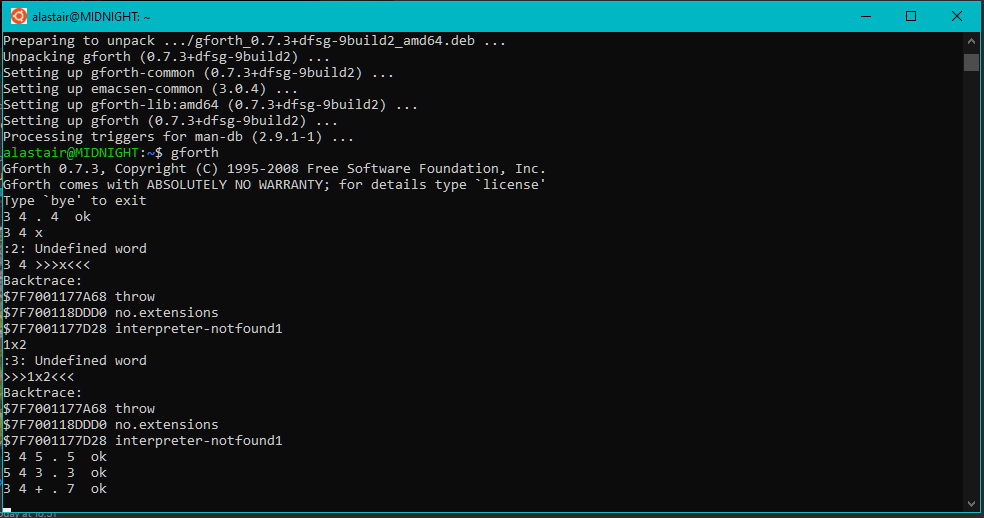 alastair@MIDNIGHT: ~
Preparing to unpack .../gforth_0.7.3+dfsg-9build2_amd64.deb ...
Unpacking gforth (0.7.3+dfsg-9build2) ...
Setting up gforth-common (0.7.3+dfsg-9build2) ...
Setting up emacsen-common (3.0.4) ...
Setting up gforth-lib:amd64 (0.7.3+dfsg-9build2) ...
Setting up gforth (0.7.3+dfsg-9build2) ...
Processing triggers for man-db (2.9.1-1) ...
alastair@MIDNIGHT:~$ gforth
Gforth 0.7.3, Copyright (C) 1995-2008 Free Software Foundation, Inc.
Gforth comes with ABSOLUTELY NO WARRANTY; for details type `license'
Type `bye' to exit
3 4 . 4  ok
3 4 x
:2: Undefined word
3 4 >>>x<<<
Backtrace:
$7F7001177A68 throw
$7F700118DDD0 no.extensions
$7F7001177D28 interpreter-notfound1
1x2
:3: Undefined word
>>>1x2<<<
Backtrace:
$7F7001177A68 throw
$7F700118DDD0 no.extensions
$7F7001177D28 interpreter-notfound1
3 4 5 . 5  ok
5 4 3 . 3  ok
3 4 + . 7  ok